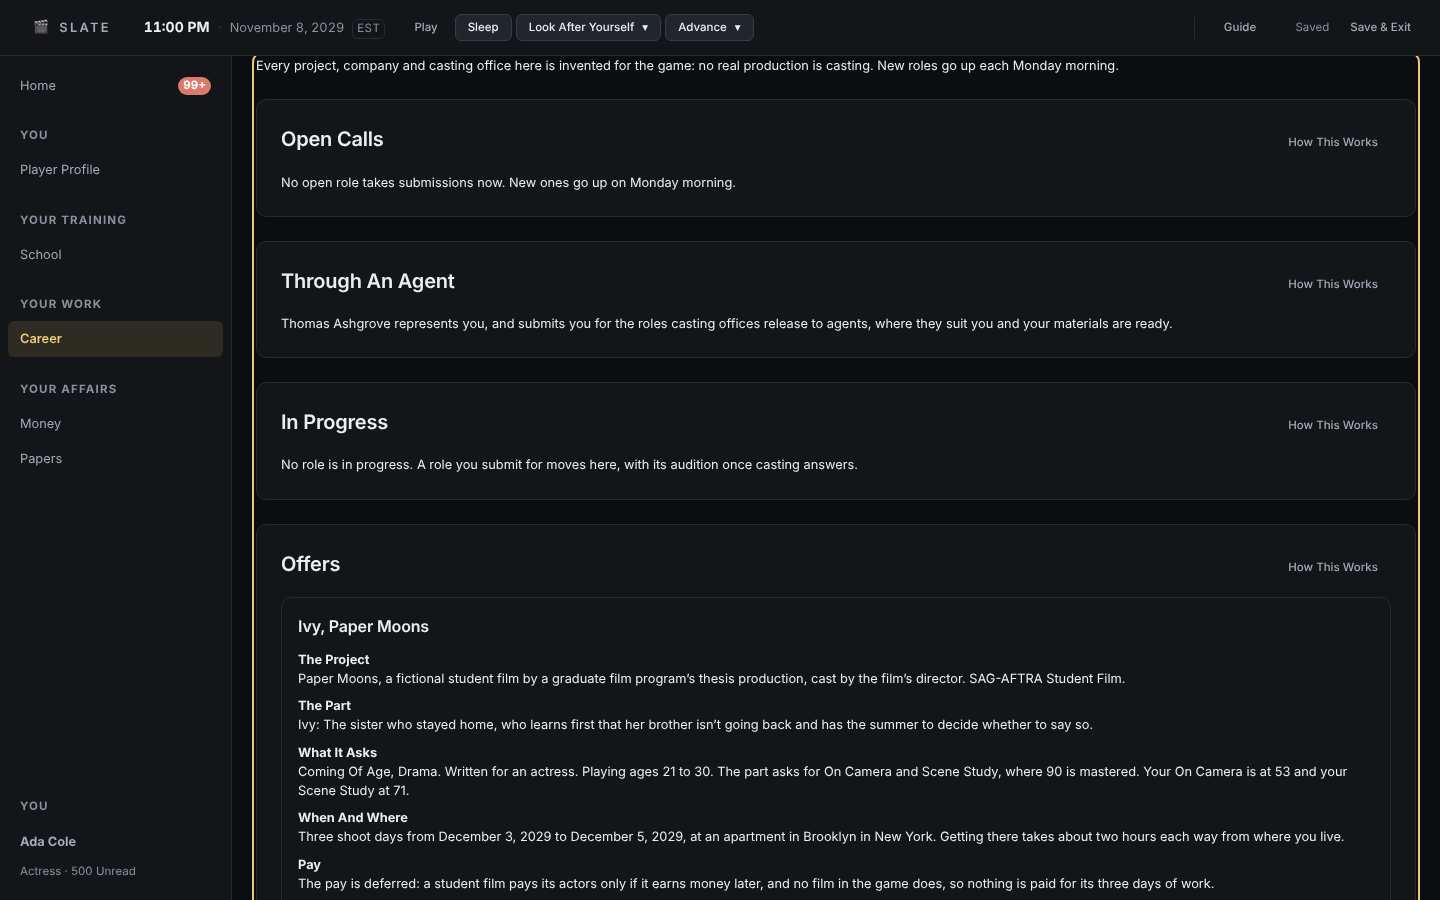 SLATE
11:00 PM · November 8, 2029 EST
Play
Sleep
Look After Yourself ▾
Advance ▾
Guide
Saved
Save & Exit
Home
99+
YOU
Player Profile
YOUR TRAINING
School
YOUR WORK
Career
YOUR AFFAIRS
Money
Papers
YOU
Ada Cole
Actress · 500 Unread
Every project, company and casting office here is invented for the game: no real production is casting. New roles go up each Monday morning.
Open Calls
How This Works
No open role takes submissions now. New ones go up on Monday morning.
Through An Agent
How This Works
Thomas Ashgrove represents you, and submits you for the roles casting offices release to agents, where they suit you and your materials are ready.
In Progress
How This Works
No role is in progress. A role you submit for moves here, with its audition once casting answers.
Offers
How This Works
Ivy, Paper Moons
The Project
Paper Moons, a fictional student film by a graduate film program’s thesis production, cast by the film’s director. SAG-AFTRA Student Film.
The Part
Ivy: The sister who stayed home, who learns first that her brother isn’t going back and has the summer to decide whether to say so.
What It Asks
Coming Of Age, Drama. Written for an actress. Playing ages 21 to 30. The part asks for On Camera and Scene Study, where 90 is mastered. Your On Camera is at 53 and your
Scene Study at 71.
When And Where
Three shoot days from December 3, 2029 to December 5, 2029, at an apartment in Brooklyn in New York. Getting there takes about two hours each way from where you live.
Pay
The pay is deferred: a student film pays its actors only if it earns money later, and no film in the game does, so nothing is paid for its three days of work.